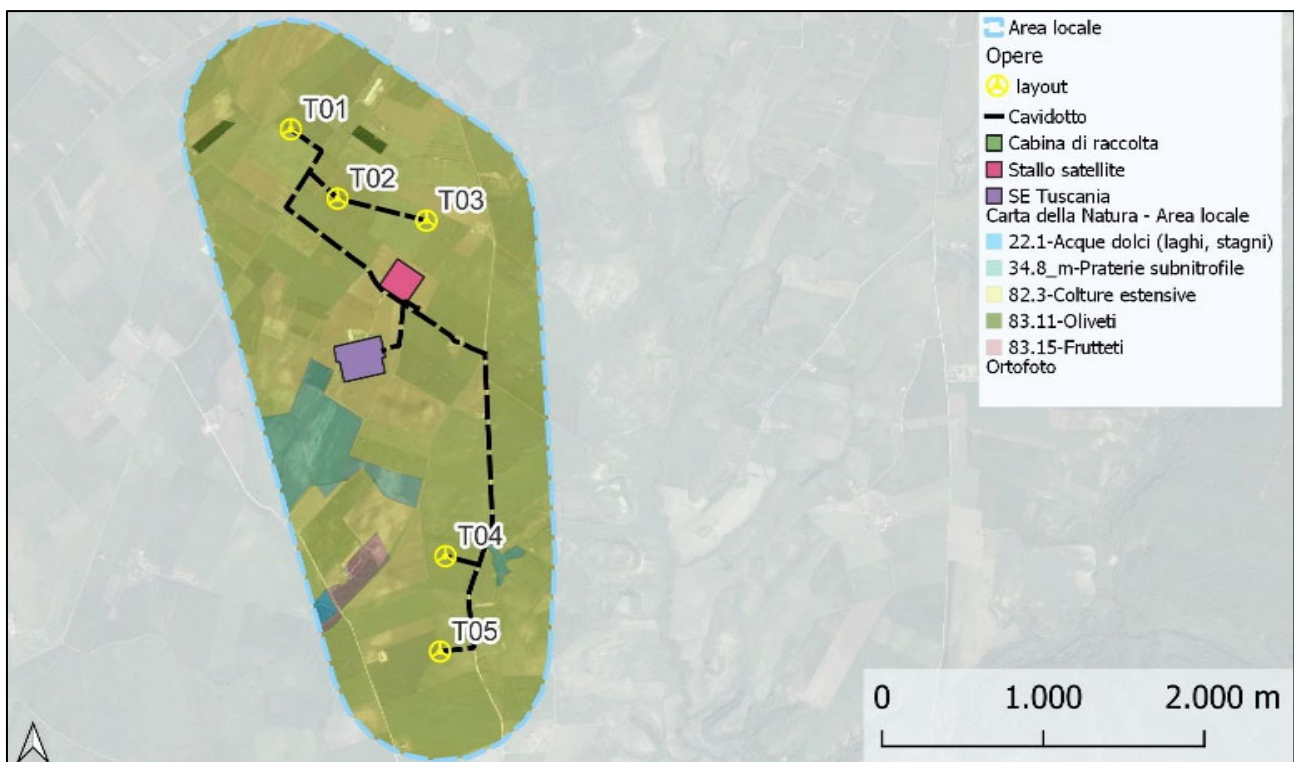 Area locale
Opere
layout
Cavidotto
Cabina di raccolta
Stallo satellite
SE Tuscania
Carta della Natura - Area locale
22.1-Acque dolci (laghi, stagni)
34.8_m-Praterie subnitrofile
82.3-Colture estensive
83.11-Oliveti
83.15-Frutteti
Ortofoto
T01
T02
T03
T04
T05
0 1.000 2.000 m